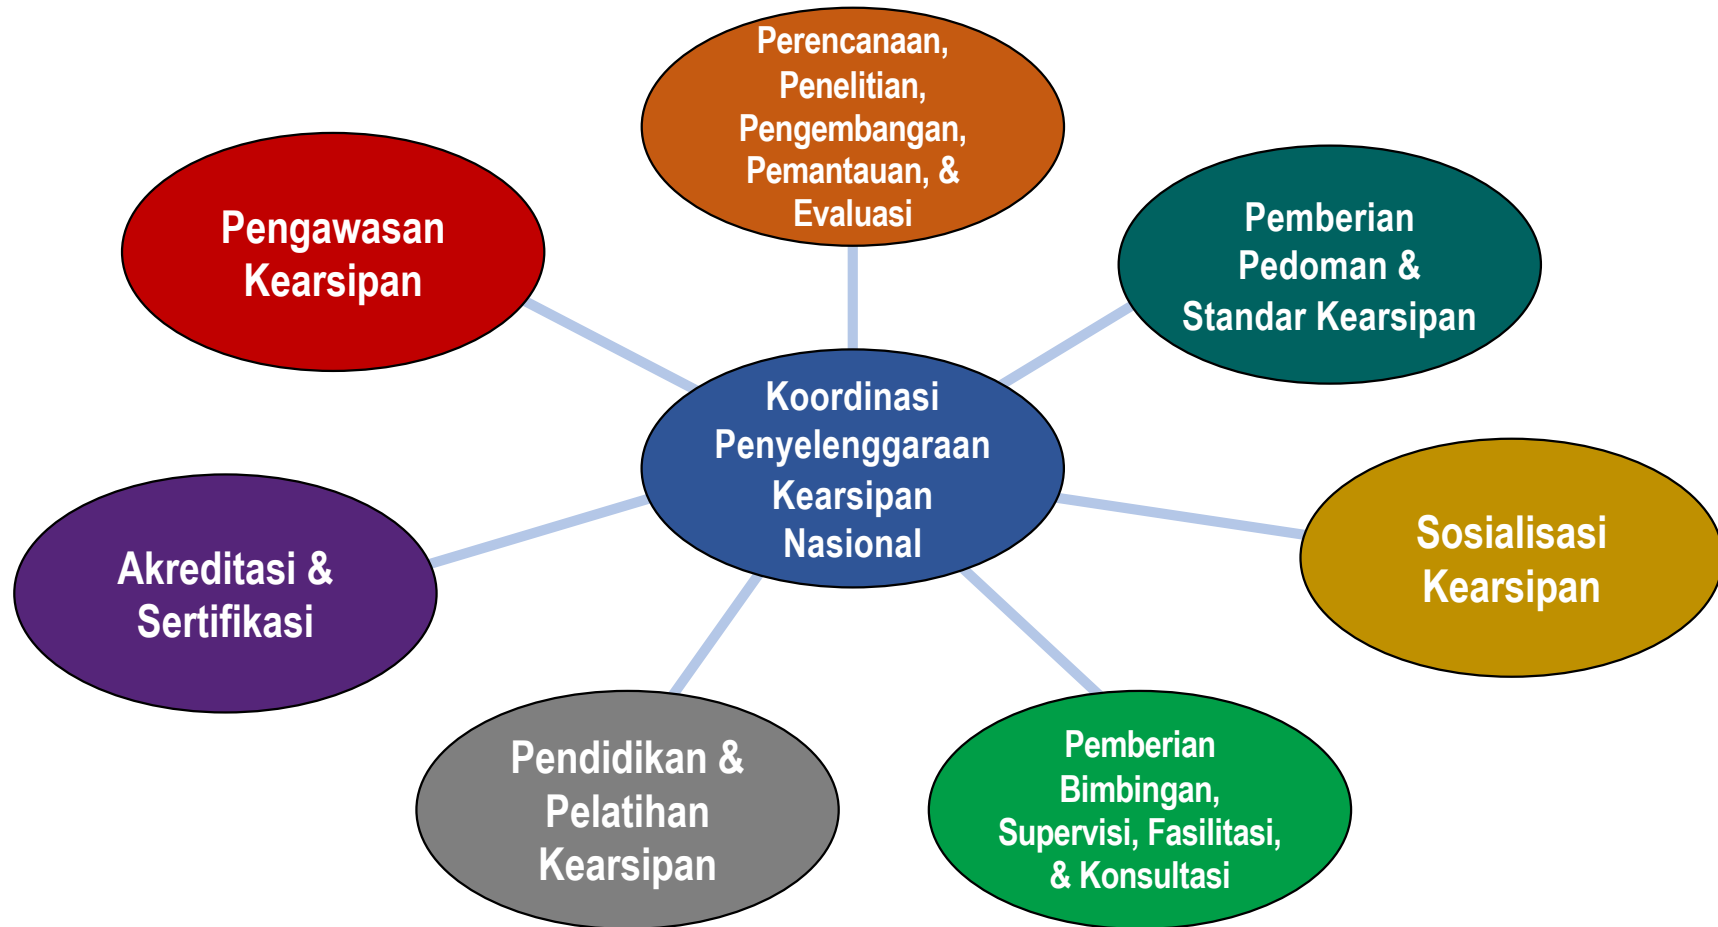 Perencanaan,
Penelitian,
Pengembangan,
Pemantauan, &
Evaluasi
Pemberian
Pedoman &
Standar Kearsipan
Sosialisasi
Kearsipan
Pemberian
Bimbingan,
Supervisi, Fasilitasi,
& Konsultasi
Pendidikan &
Pelatihan
Kearsipan
Akreditasi &
Sertifikasi
Pengawasan
Kearsipan
Koordinasi
Penyelenggaraan
Kearsipan
Nasional